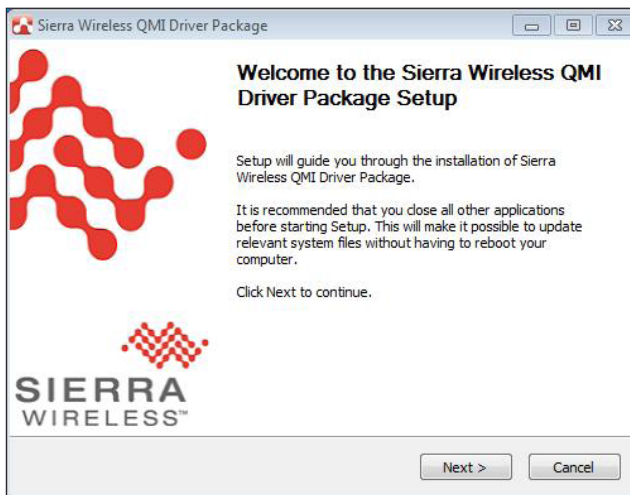 Sierra Wireless QMI Driver Package
Welcome to the Sierra Wireless QMI
Driver Package Setup
Setup will guide you through the installation of Sierra
Wireless QMI Driver Package.
It is recommended that you close all other applications
before starting Setup. This will make it possible to update
relevant system files without having to reboot your
computer.
Click Next to continue.
SIERRA
WIRELESS™
Next >
Cancel